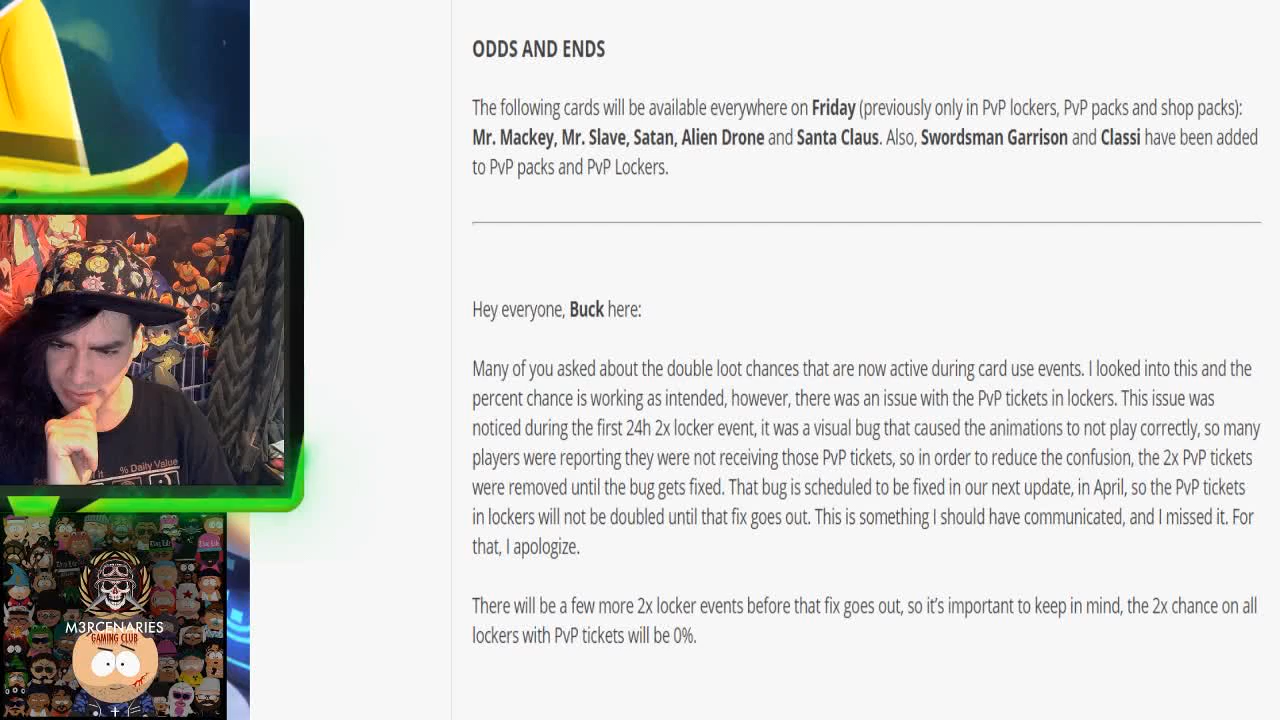 ODDS AND ENDS
The following cards will be available everywhere on Friday (previously only in PvP lockers, PvP packs and shop packs):
Mr. Mackey, Mr. Slave, Satan, Alien Drone and Santa Claus. Also, Swordsman Garrison and Classi have been added
to PvP packs and PvP Lockers.
Hey everyone, Buck here:
Many of you asked about the double loot chances that are now active during card use events. I looked into this and the
percent chance is working as intended, however, there was an issue with the PvP tickets in lockers. This issue was
noticed during the first 24h 2x locker event, it was a visual bug that caused the animations to not play correctly, so many
players were reporting they were not receiving those PvP tickets, so in order to reduce the confusion, the 2x PvP tickets
were removed until the bug gets fixed. That bug is scheduled to be fixed in our next update, in April, so the PvP tickets
in lockers will not be doubled until that fix goes out. This is something I should have communicated, and I missed it. For
that, I apologize.
There will be a few more 2x locker events before that fix goes out, so it's important to keep in mind, the 2x chance on all
lockers with PvP tickets will be 0%.
% Daily Value
M3RCENARIES
GAMING CLUB